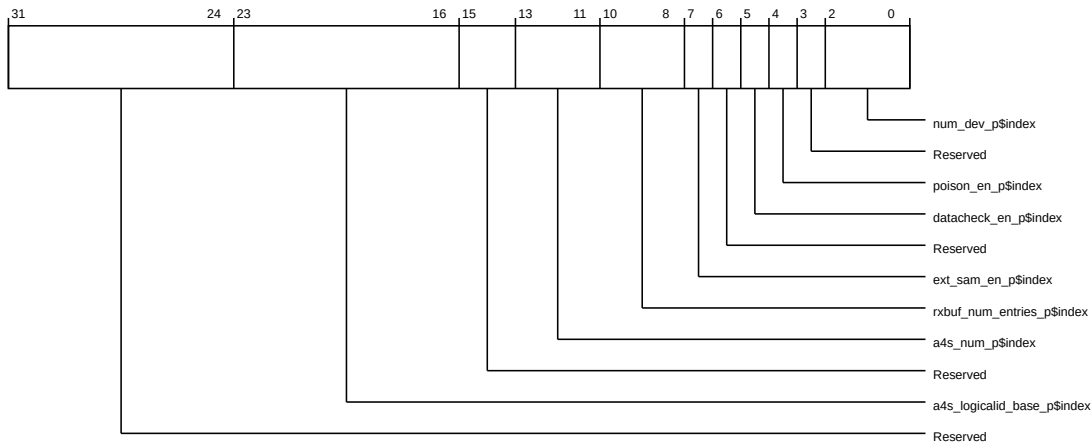 31 24 23 16 15 13 11 10 8 7 6 5 4 3 2 0
num_dev_p$index
Reserved
poison_en_p$index
datacheck_en_p$index
Reserved
ext_sam_en_p$index
rxbuf_num_entries_p$index
a4s_num_p$index
Reserved
a4s_logicalid_base_p$index
Reserved